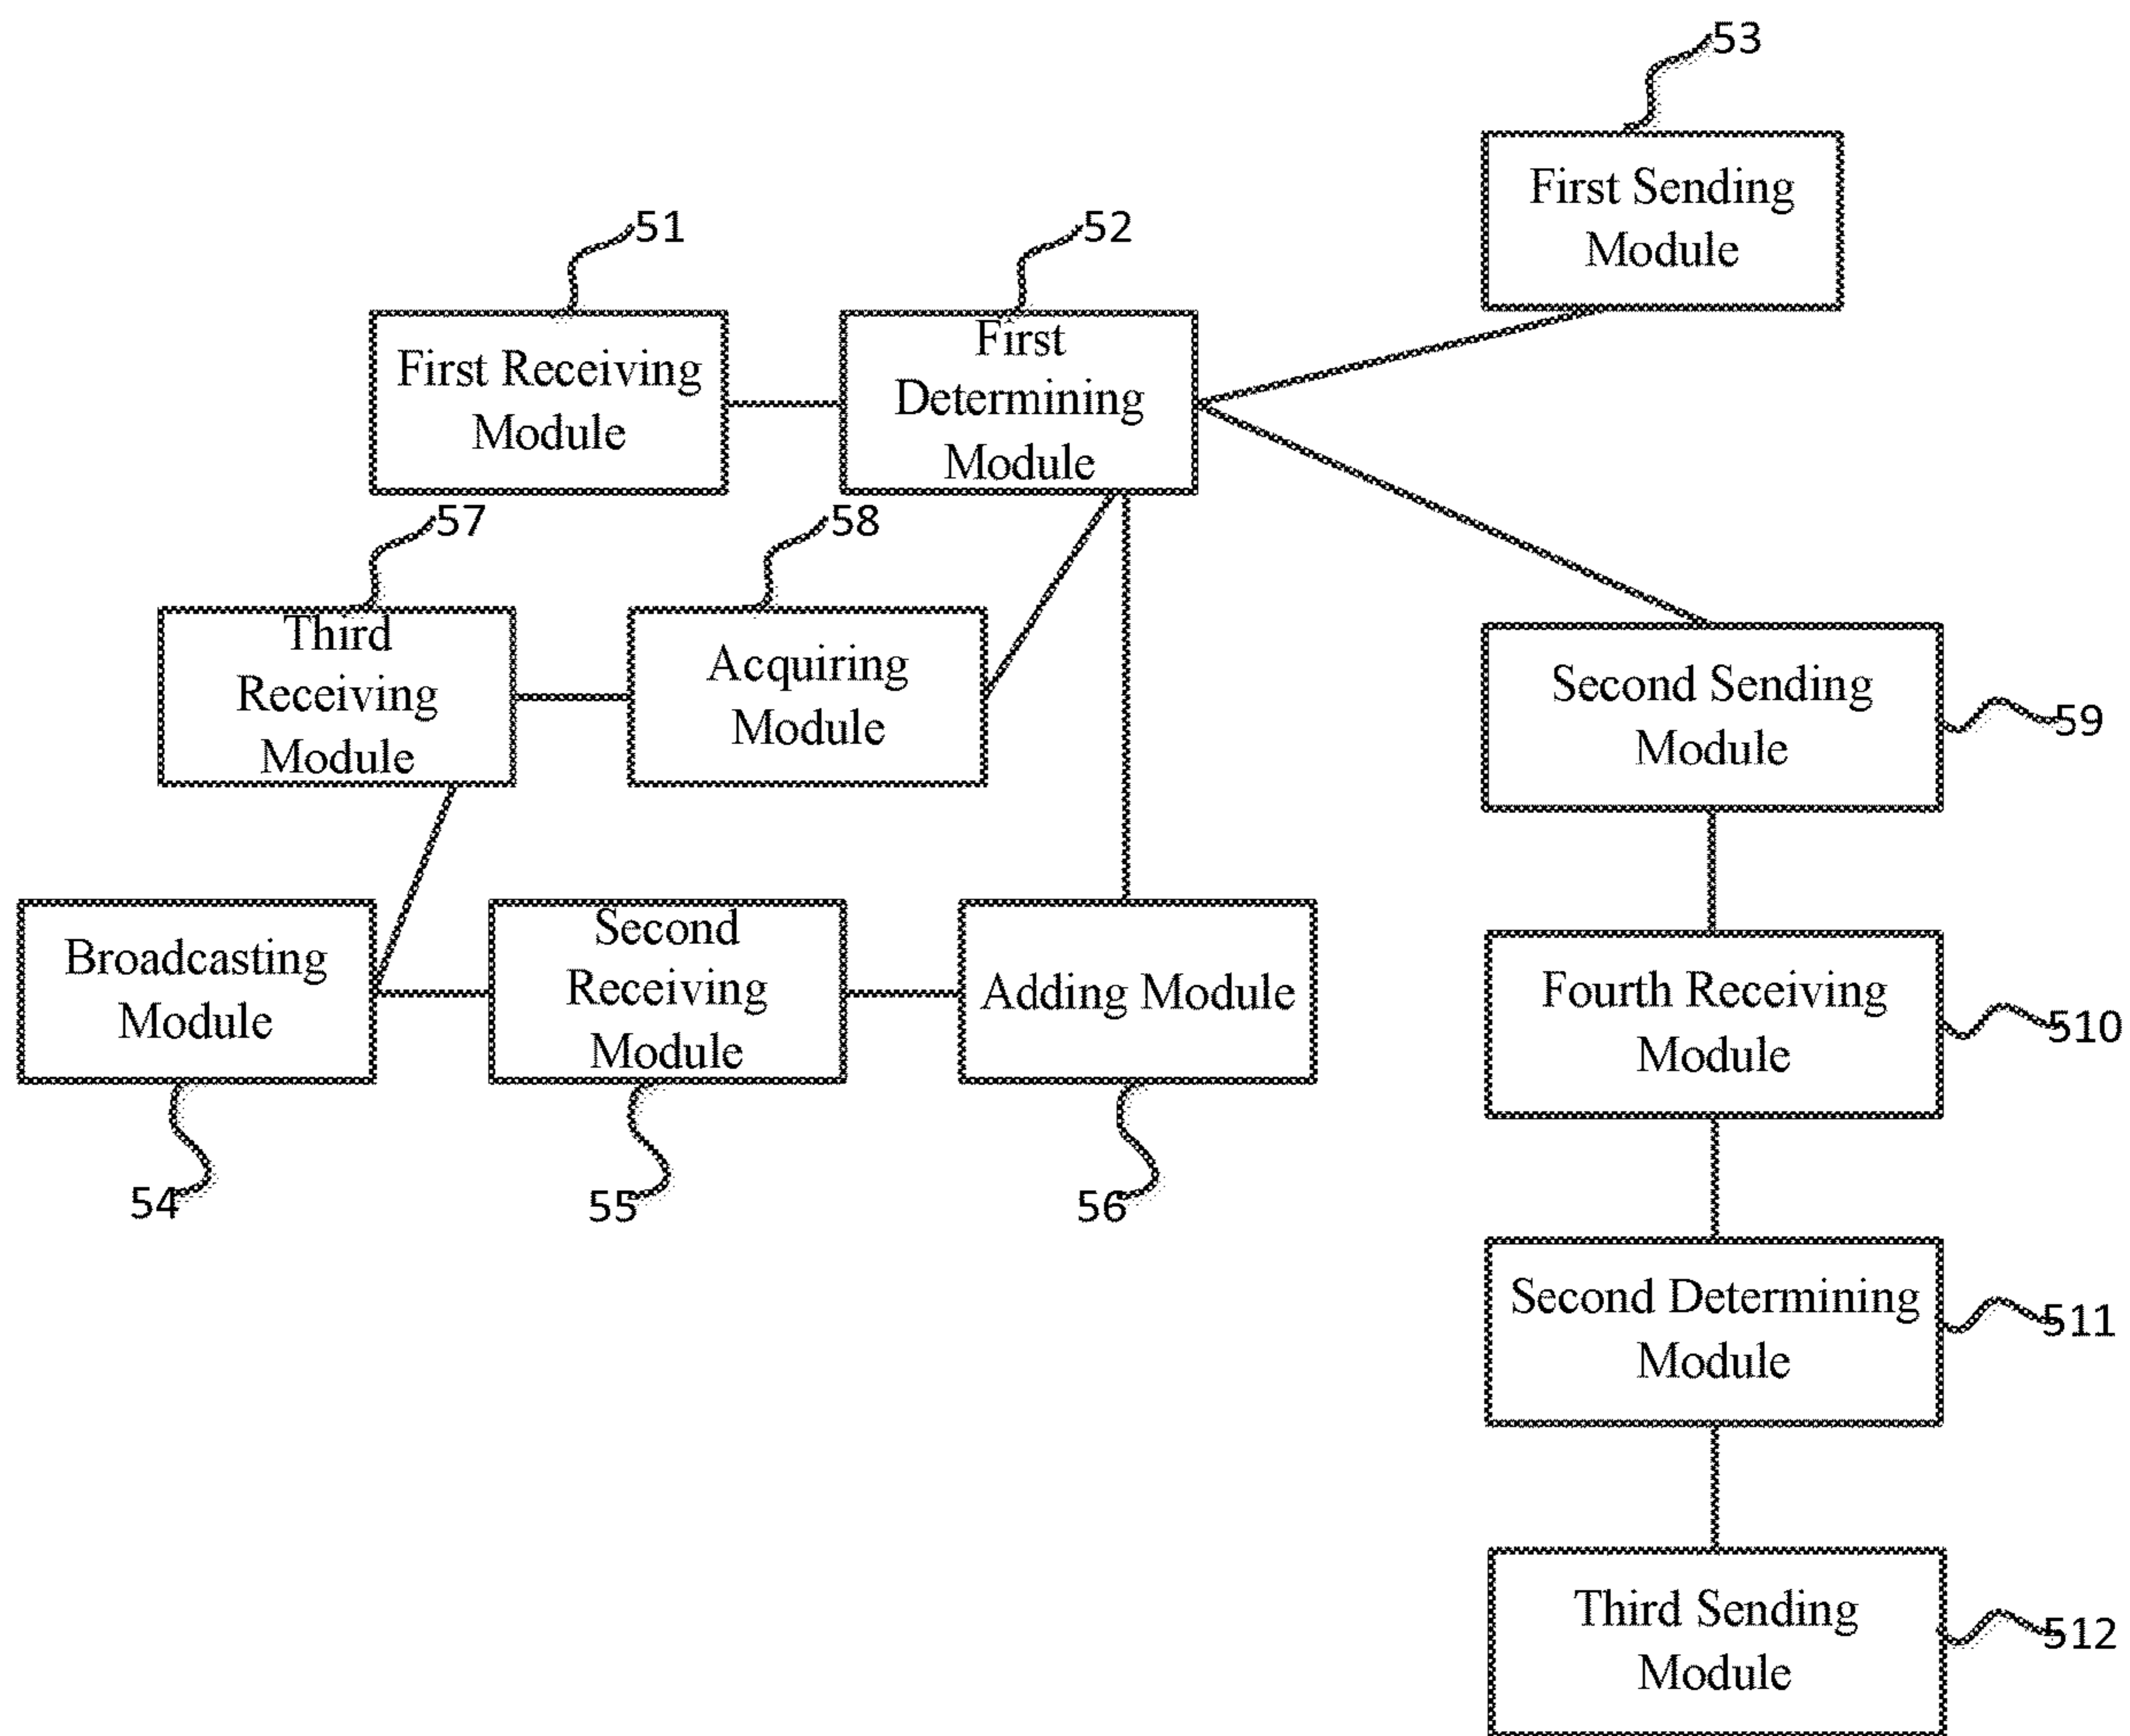 53
First Sending
Module
51
52
First Receiving
Module
First
Determining
Module
57
58
Third
Receiving
Module
Acquiring
Module
Second Sending
Module
59
Broadcasting
Module
Second
Receiving
Module
Adding Module
Fourth Receiving
Module
510
54
55
56
Second Determining
Module
511
Third Sending
Module
512